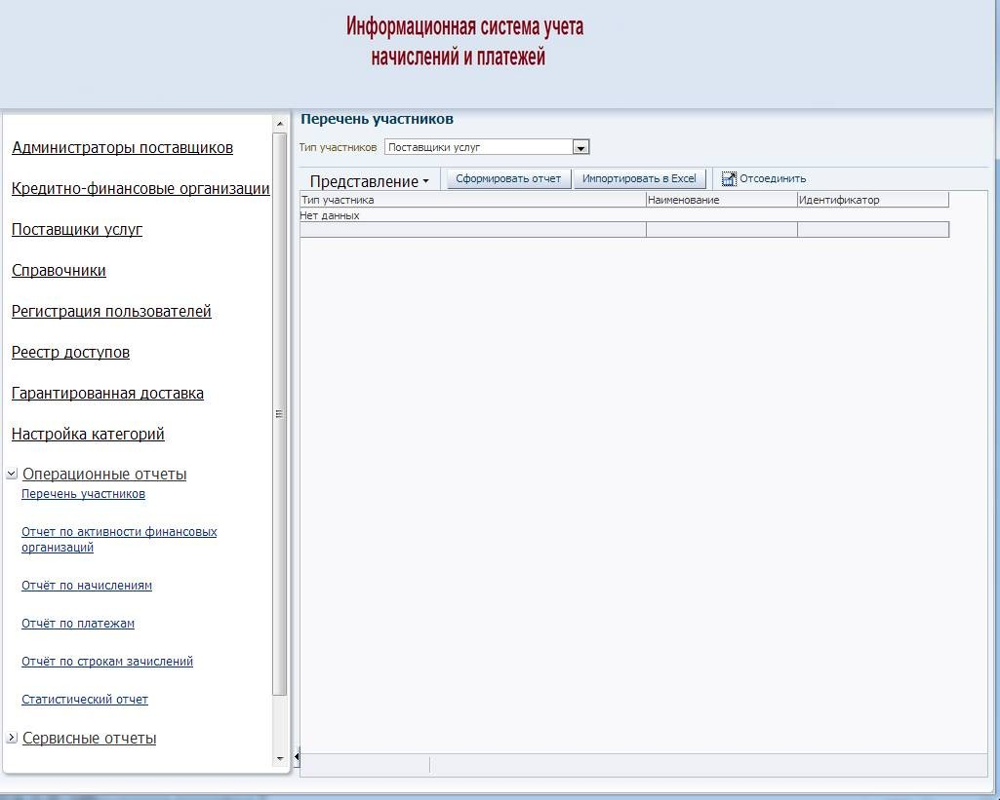 Информационная система учета
начислений и платежей
Администраторы поставщиков
Кредитно-финансовые организации
Поставщики услуг
Справочники
Регистрация пользователей
Реестр доступов
Гарантированная доставка
Настройка категорий
Операционные отчеты
Перечень участников
Отчет по активности финансовых
организаций
Отчёт по начислениям
Отчёт по платежам
Отчёт по строкам зачислений
Статистический отчет
Сервисные отчеты
Перечень участников
Тип участников Поставщики услуг
Представление Сформировать отчет Импортировать в Excel Отсоединить
Тип участника Наименование Идентификатор
Нет данных